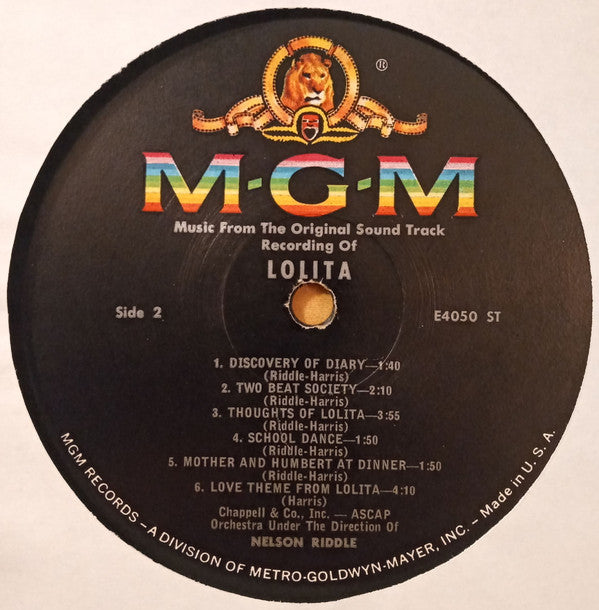 ®
M-G-M
Music From The Original Sound Track
Recording Of
LOLITA
Side 2
E4050 ST
1. DISCOVERY OF DIARY—1:40
(Riddle-Harris)
2. TWO BEAT SOCIETY—2:10
(Riddle-Harris)
3. THOUGHTS OF LOLITA—3:55
(Riddle-Harris)
4. SCHOOL DANCE—1:50
(Riddle-Harris)
5. MOTHER AND HUMBERT AT DINNER—1:50
(Riddle-Harris)
6. LOVE THEME FROM LOLITA—4:10
(Harris)
Chappell & Co., Inc. — ASCAP
Orchestra Under The Direction Of
NELSON RIDDLE
MGM RECORDS – A DIVISION OF METRO-GOLDWYN-MAYER, INC. – Made in U. S. A.